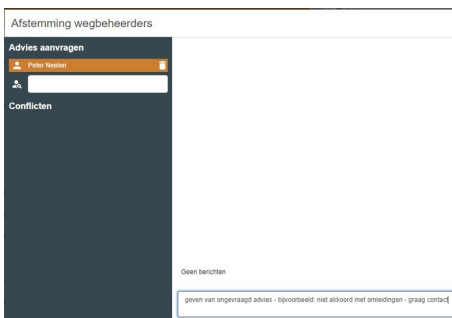 Afstemming wegbeheerders
Advies aanvragen
Peter Neelen
Conflicten
Geen berichten
geven van ongevraagd advies - bijvoorbeeld: niet akkoord met omleidingen - graag contact